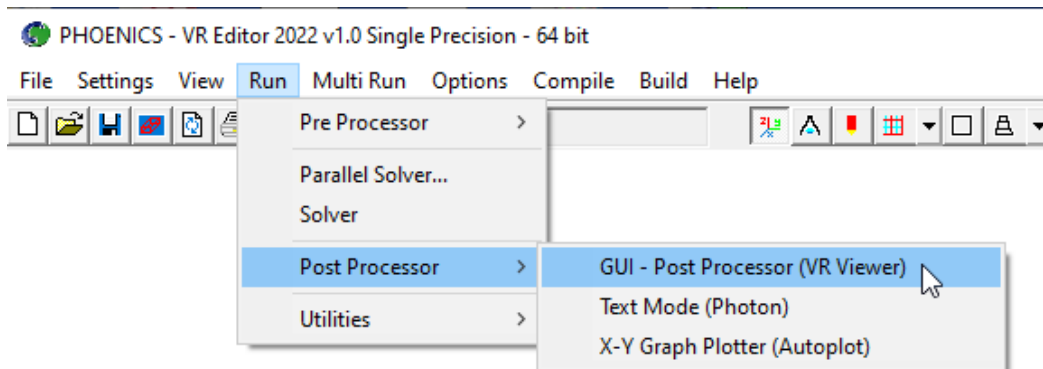 PHOENICS - VR Editor 2022 v1.0 Single Precision - 64 bit
File Settings View Run Multi Run Options Compile Build Help
Pre Processor
Parallel Solver...
Solver
Post Processor
Utilities
GUI - Post Processor (VR Viewer)
Text Mode (Photon)
X-Y Graph Plotter (Autoplot)